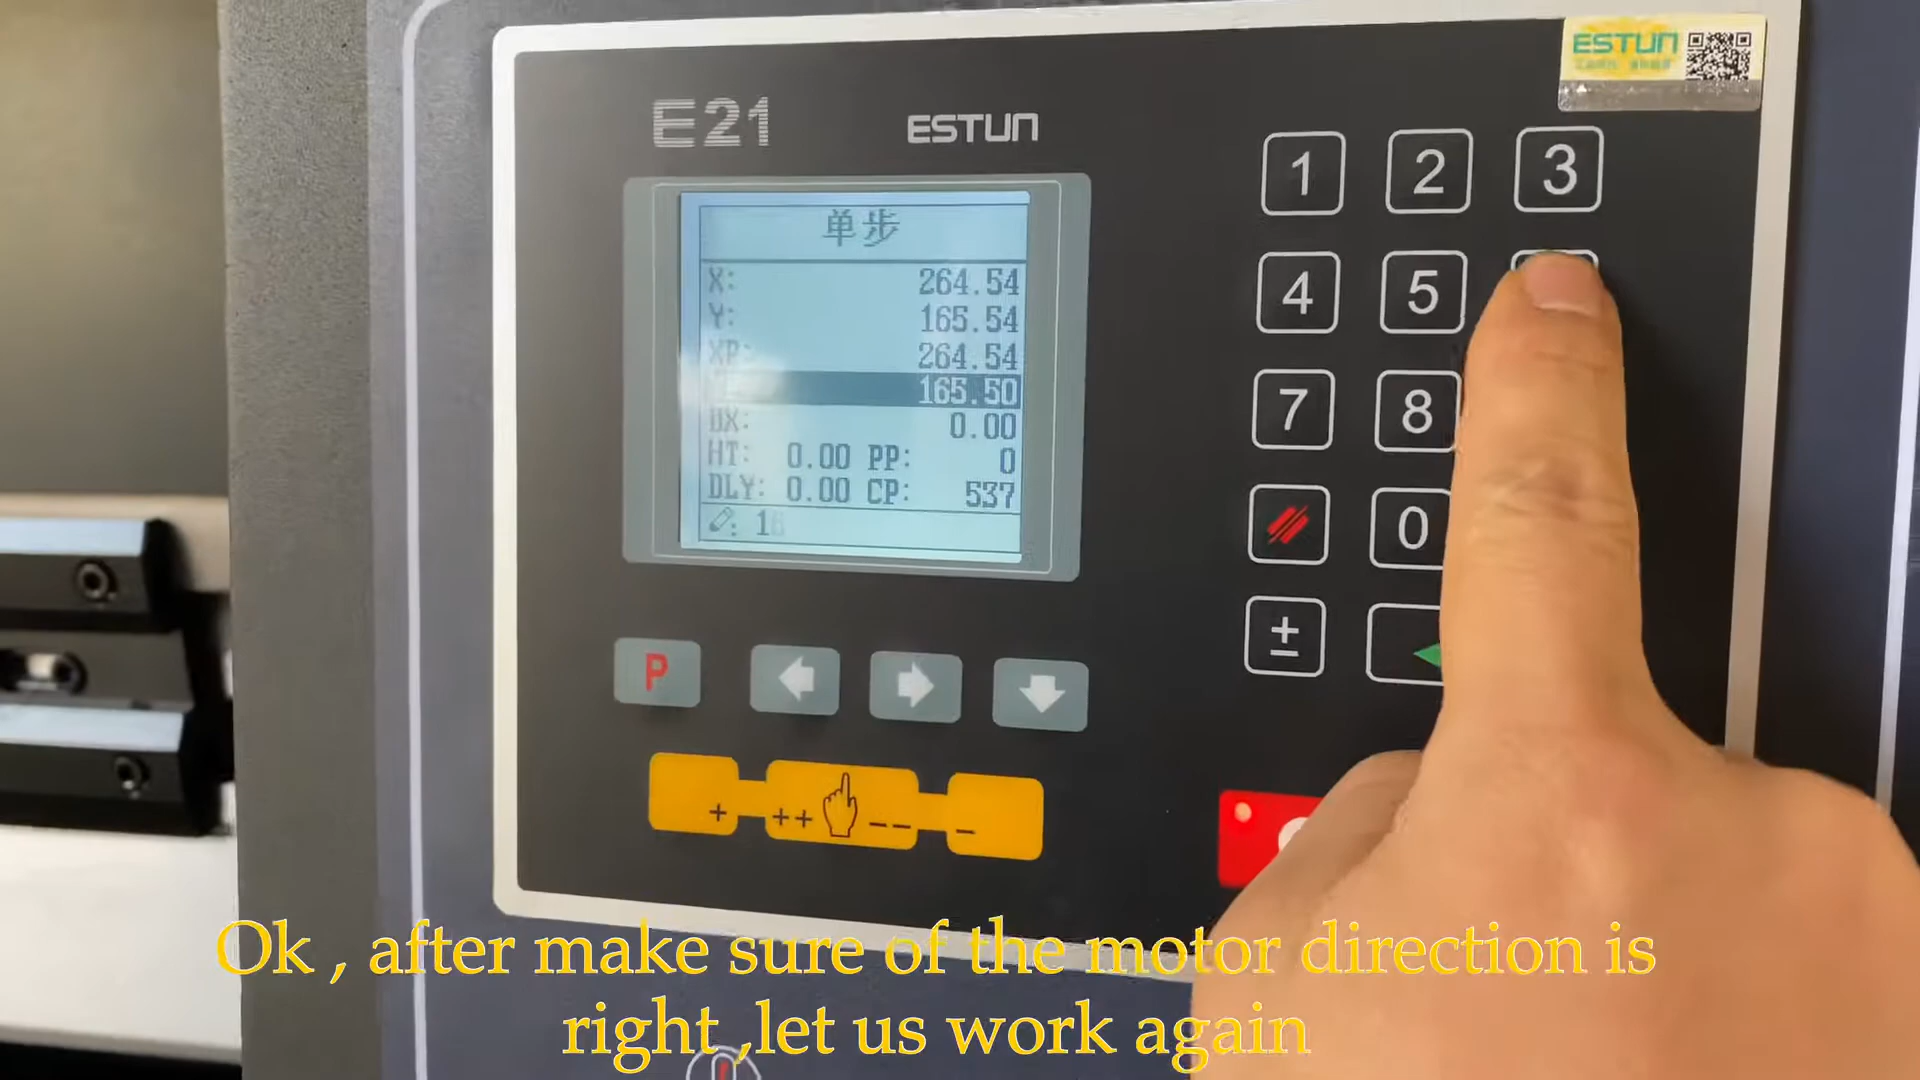 ESTUN
E21 ESTUN
单步
X: 264.54
Y: 165.54
XP: 264.54
165.50
DX: 0.00
HT: 0.00 PP: 0
DLY: 0.00 CP: 537
: 16
1 2 3
4 5
7 8
0
±
P
+ ++ -- -
Ok , after make sure of the motor direction is
right ,let us work again